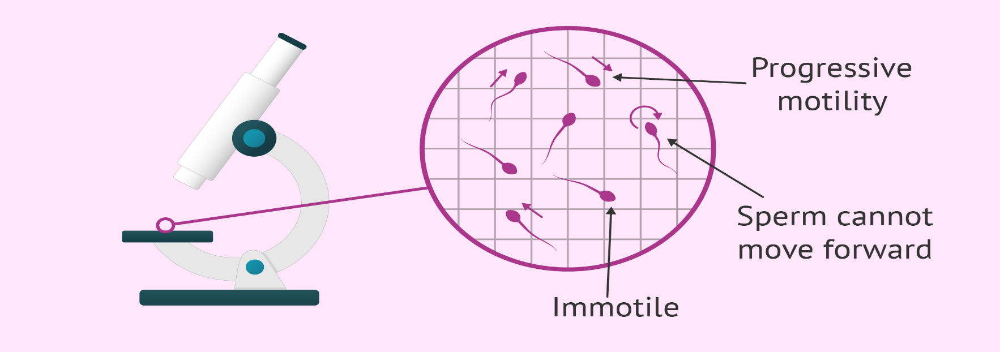 Progressive
motility
Sperm cannot
move forward
Immotile